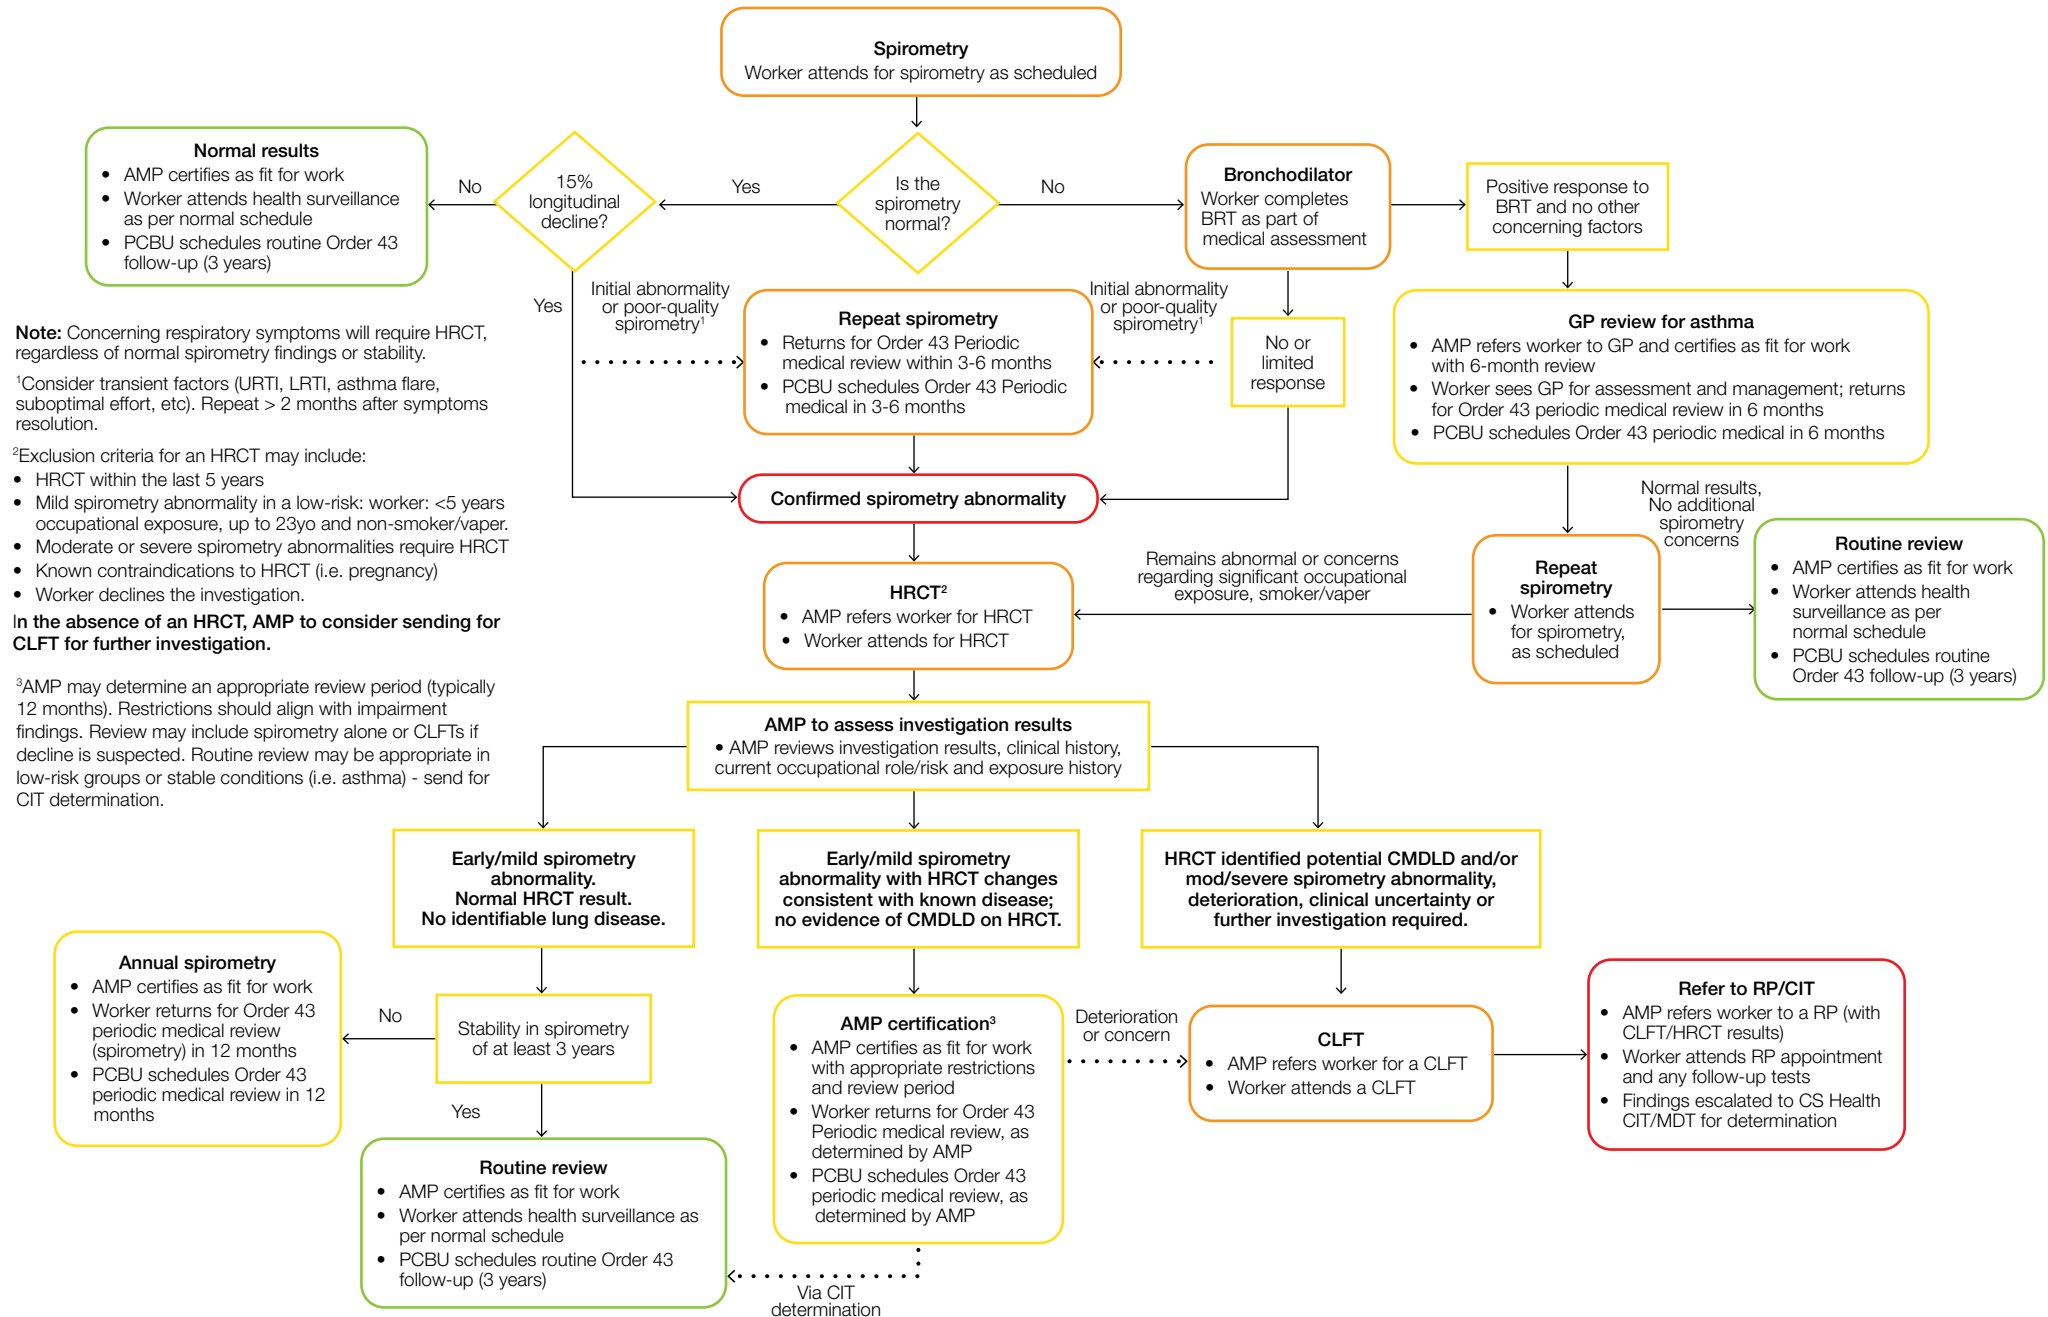 Spirometry
Worker attends for spirometry as scheduled
Normal results
• AMP certifies as fit for work
• Worker attends health surveillance
as per normal schedule
• PCBU schedules routine Order 43
follow-up (3 years)
No
15%
longitudinal
decline?
Yes
Is the
spirometry
normal?
No
Bronchodilator
Worker completes
BRT as part of
medical assessment
Positive response to
BRT and no other
concerning factors
Yes
Initial abnormality
or poor-quality
spirometry1
Repeat spirometry
• Returns for Order 43 Periodic
medical review within 3-6 months
• PCBU schedules Order 43 Periodic
medical in 3-6 months
Initial abnormality
or poor-quality
spirometry1
No or
limited
response
GP review for asthma
• AMP refers worker to GP and certifies as fit for work
with 6-month review
• Worker sees GP for assessment and management; returns
for Order 43 periodic medical review in 6 months
• PCBU schedules Order 43 periodic medical in 6 months
Note: Concerning respiratory symptoms will require HRCT,
regardless of normal spirometry findings or stability.
1Consider transient factors (URTI, LRTI, asthma flare,
suboptimal effort, etc). Repeat > 2 months after symptoms
resolution.
2Exclusion criteria for an HRCT may include:
• HRCT within the last 5 years
• Mild spirometry abnormality in a low-risk: worker: <5 years
occupational exposure, up to 23yo and non-smoker/vaper.
• Moderate or severe spirometry abnormalities require HRCT
• Known contraindications to HRCT (i.e. pregnancy)
• Worker declines the investigation.
In the absence of an HRCT, AMP to consider sending for
CLFT for further investigation.
3AMP may determine an appropriate review period (typically
12 months). Restrictions should align with impairment
findings. Review may include spirometry alone or CLFTs if
decline is suspected. Routine review may be appropriate in
low-risk groups or stable conditions (i.e. asthma) - send for
CIT determination.
Confirmed spirometry abnormality
HRCT2
• AMP refers worker for HRCT
• Worker attends for HRCT
Remains abnormal or concerns
regarding significant occupational
exposure, smoker/vaper
Repeat
spirometry
• Worker attends
for spirometry,
as scheduled
Normal results,
No additional
spirometry
concerns
Routine review
• AMP certifies as fit for work
• Worker attends health
surveillance as per
normal schedule
• PCBU schedules routine
Order 43 follow-up (3 years)
AMP to assess investigation results
• AMP reviews investigation results, clinical history,
current occupational role/risk and exposure history
Early/mild spirometry
abnormality.
Normal HRCT result.
No identifiable lung disease.
Early/mild spirometry
abnormality with HRCT changes
consistent with known disease;
no evidence of CMDLD on HRCT.
HRCT identified potential CMDLD and/or
mod/severe spirometry abnormality,
deterioration, clinical uncertainty or
further investigation required.
Annual spirometry
• AMP certifies as fit for work
• Worker returns for Order 43
periodic medical review
(spirometry) in 12 months
• PCBU schedules Order 43
periodic medical review in 12
months
No
Stability in spirometry
of at least 3 years
Yes
Routine review
• AMP certifies as fit for work
• Worker attends health surveillance as
per normal schedule
• PCBU schedules routine Order 43
follow-up (3 years)
AMP certification3
• AMP certifies as fit for work
with appropriate restrictions
and review period
• Worker returns for Order 43
Periodic medical review, as
determined by AMP
• PCBU schedules Order 43
periodic medical review, as
determined by AMP
Via CIT
determination
Deterioration
or concern
CLFT
• AMP refers worker for a CLFT
• Worker attends a CLFT
Refer to RP/CIT
• AMP refers worker to a RP (with
CLFT/HRCT results)
• Worker attends RP appointment
and any follow-up tests
• Findings escalated to CS Health
CIT/MDT for determination